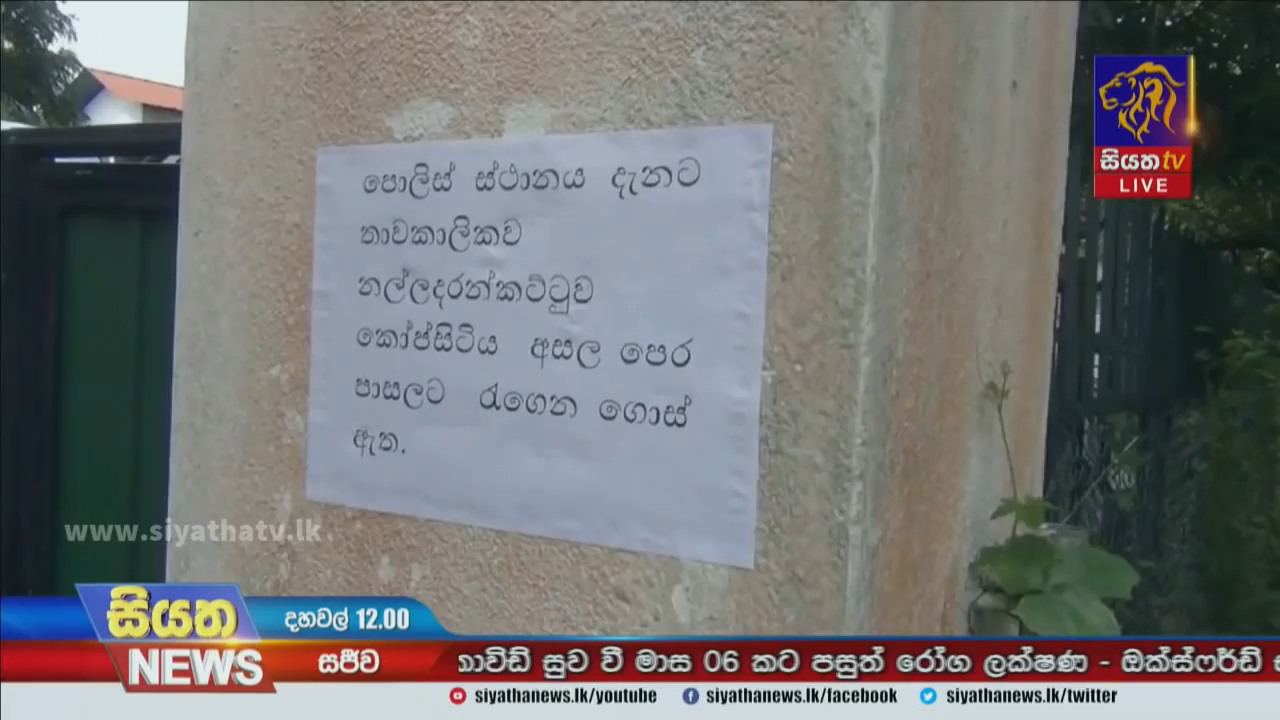 සියත tv
LIVE
පොලිස් ස්ථානය දැනට
තාවකාලිකව
නල්ලදරන්කට්ටුව
කෝප්සිටිය අසල පෙර
පාසලට රැගෙන ගොස්
ඇත.
www.siyathatv.lk
සියත
NEWS
දහවල් 12.00
සජීව
සුව වී මාස 06 කට පසුත් රෝග ලක්ෂණ - ඔක්ස්ෆර්ඩ්
siyathanews.lk/youtube siyathanews.lk/facebook siyathanews.lk/twitter